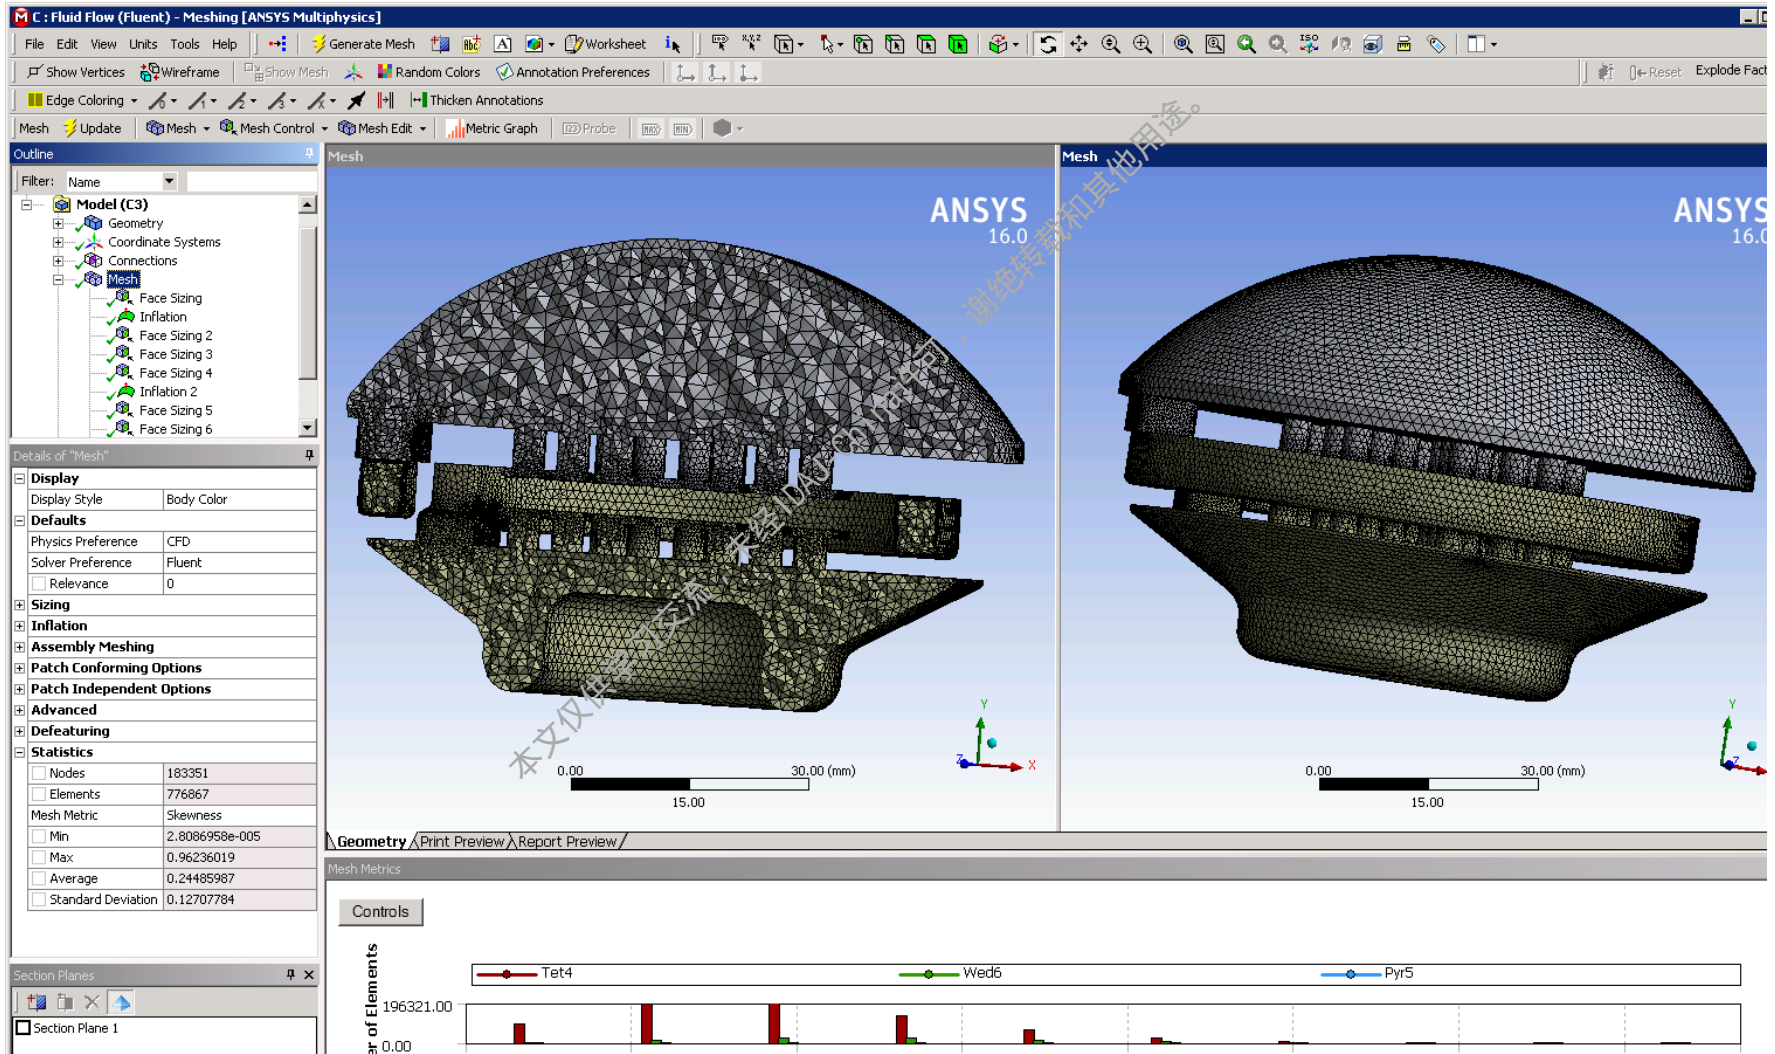 C : Fluid Flow (Fluent) - Meshing [ANSYS Multiphysics]
File Edit View Units Tools Help Generate Mesh Worksheet
Show Vertices Wireframe Show Mesh Random Colors Annotation Preferences Reset Explode Fact
Edge Coloring Thicken Annotations
Mesh Update Mesh Mesh Control Mesh Edit Metric Graph Probe MAX MIN
Outline
Filter: Name
Model (C3)
Geometry
Coordinate Systems
Connections
Mesh
Face Sizing
Inflation
Face Sizing 2
Face Sizing 3
Face Sizing 4
Inflation 2
Face Sizing 5
Face Sizing 6
Details of "Mesh"
Display
Display Style Body Color
Defaults
Physics Preference CFD
Solver Preference Fluent
Relevance 0
Sizing
Inflation
Assembly Meshing
Patch Conforming Options
Patch Independent Options
Advanced
Defeaturing
Statistics
Nodes 183351
Elements 776867
Mesh Metric Skewness
Min 2.8086958e-005
Max 0.96236019
Average 0.24485987
Standard Deviation 0.12707784
Section Planes
Section Plane 1
Mesh
ANSYS
16.0
Y
Z X
0.00 30.00 (mm)
15.00
Mesh
ANSYS
16.0
Y
Z
0.00 30.00 (mm)
15.00
Geometry Print Preview Report Preview
Mesh Metrics
Controls
Tet4 Wed6 Pyr5
er of Elements
196321.00
0.00